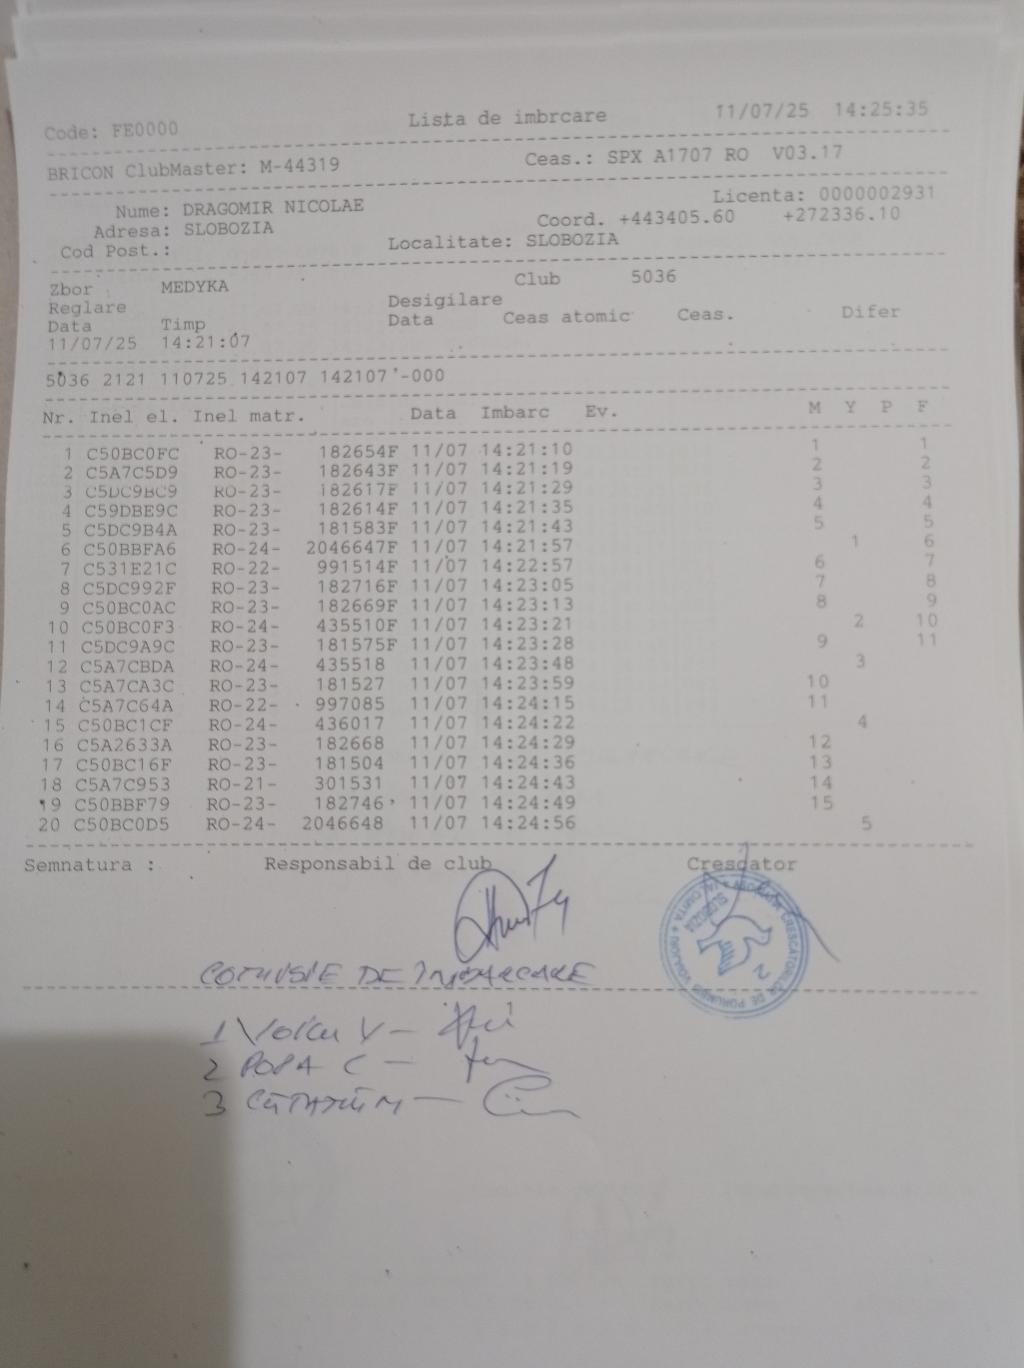 Code: FE0000 Lista de imbrcare 11/07/25 14:25:35
BRICON ClubMaster: M-44319 Ceas.: SPX A1707 RO V03.17
Nume: DRAGOMIR NICOLAE Licenta: 0000002931
Adresa: SLOBOZIA Coord. +443405.60 +272336.10
Cod Post.: Localitate: SLOBOZIA
Zbor : MEDYKA Club 5036
Reglare Desigilare
Data Timp Data Ceas atomic Ceas. Difer
11/07/25 14:21:07
5036 2121 110725 142107 142107 -000
Nr. Inel el. Inel matr. Data Imbarc Ev. M Y P F
1 C50BC0FC RO-23- 182654F 11/07 14:21:10 1 1
2 C5A7C5D9 RO-23- 182643F 11/07 14:21:19 2 2
3 C5DC9BC9 RO-23- 182617F 11/07 14:21:29 3 3
4 C59DBE9C RO-23- 182614F 11/07 14:21:35 4 4
5 C5DC9B4A RO-23- 181583F 11/07 14:21:43 5 5
6 C50BBFA6 RO-24- 2046647F 11/07 14:21:57 1 6
7 C531E21C RO-22- 991514F 11/07 14:22:57 6 7
8 C5DC992F RO-23- 182716F 11/07 14:23:05 7 8
9 C50BC0AC RO-23- 182669F 11/07 14:23:13 8 9
10 C50BC0F3 RO-24- 435510F 11/07 14:23:21 2 10
11 C5DC9A9C RO-23- 181575F 11/07 14:23:28 9 11
12 C5A7CBDA RO-24- 435518 11/07 14:23:48 3
13 C5A7CA3C RO-23- 181527 11/07 14:23:59 10
14 C5A7C64A RO-22- 997085 11/07 14:24:15 11
15 C50BC1CF RO-24- 436017 11/07 14:24:22 4
16 C5A2633A RO-23- 182668 11/07 14:24:29 12
17 C50BC16F RO-23- 181504 11/07 14:24:36 13
18 C5A7C953 RO-21- 301531 11/07 14:24:43 14
19 C50BBF79 RO-23- 182746 11/07 14:24:49 15
20 C50BC0D5 RO-24- 2046648 11/07 14:24:56 5
Semnatura : Responsabil de club Crescator
SLOBOZIA
2
COMISIE DE ÎMBARCARE
1 VOICU V -
2 POPA C -
3